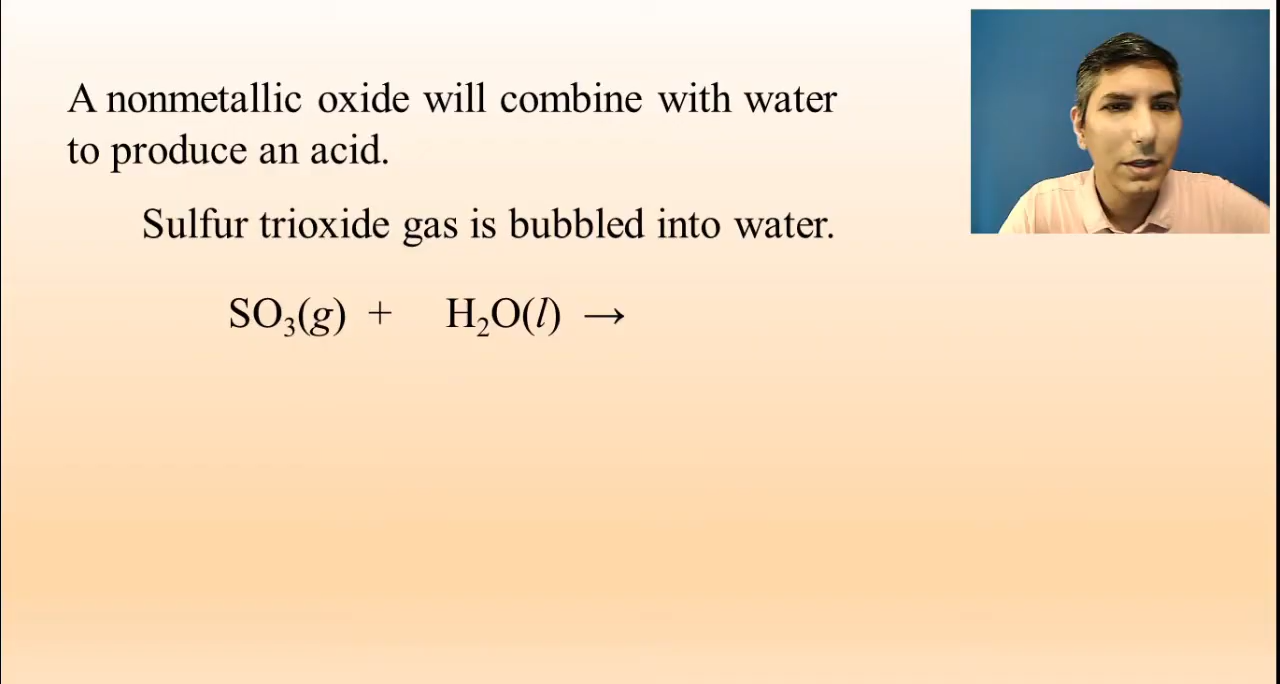 A nonmetallic oxide will combine with water
to produce an acid.
Sulfur trioxide gas is bubbled into water.
SO₃(g) + H₂O(l) →